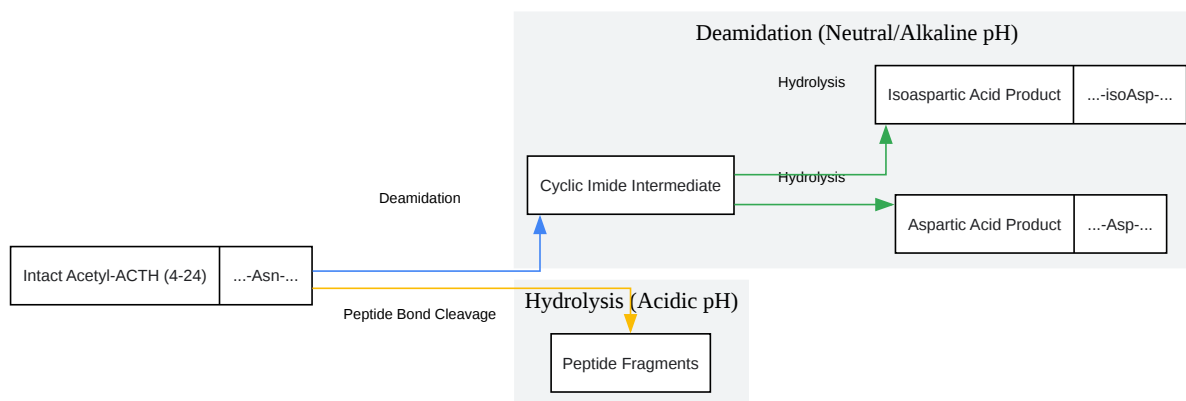 Deamidation (Neutral/Alkaline pH)
Hydrolysis
Isoaspartic Acid Product
...-isoAsp-...
Cyclic Imide Intermediate
Hydrolysis
Deamidation
Aspartic Acid Product
...-Asp-...
Intact Acetyl-ACTH (4-24)
...-Asn-...
Hydrolysis (Acidic pH)
Peptide Bond Cleavage
Peptide Fragments